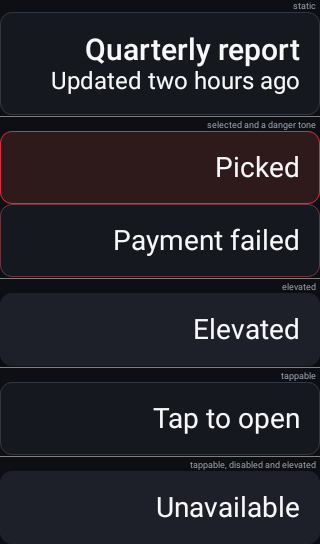 static
Quarterly report
Updated two hours ago
selected and a danger tone
Picked
Payment failed
elevated
Elevated
tappable
Tap to open
tappable, disabled and elevated
Unavailable